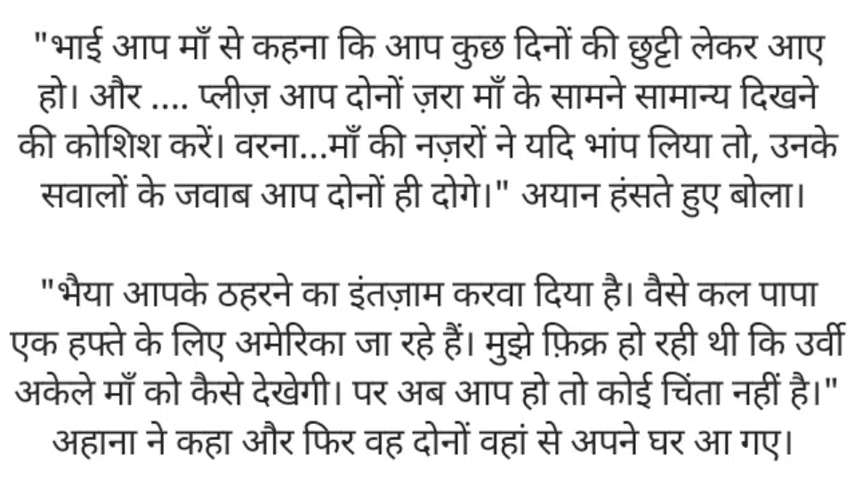 "भाई आप माँ से कहना कि आप कुछ दिनों की छुट्टी लेकर आए
हो। और .... प्लीज़ आप दोनों ज़रा माँ के सामने सामान्य दिखने
की कोशिश करें। वरना...माँ की नज़रों ने यदि भांप लिया तो, उनके
सवालों के जवाब आप दोनों ही दोगे।" अयान हंसते हुए बोला।
"भैया आपके ठहरने का इंतज़ाम करवा दिया है। वैसे कल पापा
एक हफ्ते के लिए अमेरिका जा रहे हैं। मुझे फ़िक्र हो रही थी कि उर्वी
अकेले माँ को कैसे देखेगी। पर अब आप हो तो कोई चिंता नहीं है।"
अहाना ने कहा और फिर वह दोनों वहां से अपने घर आ गए।